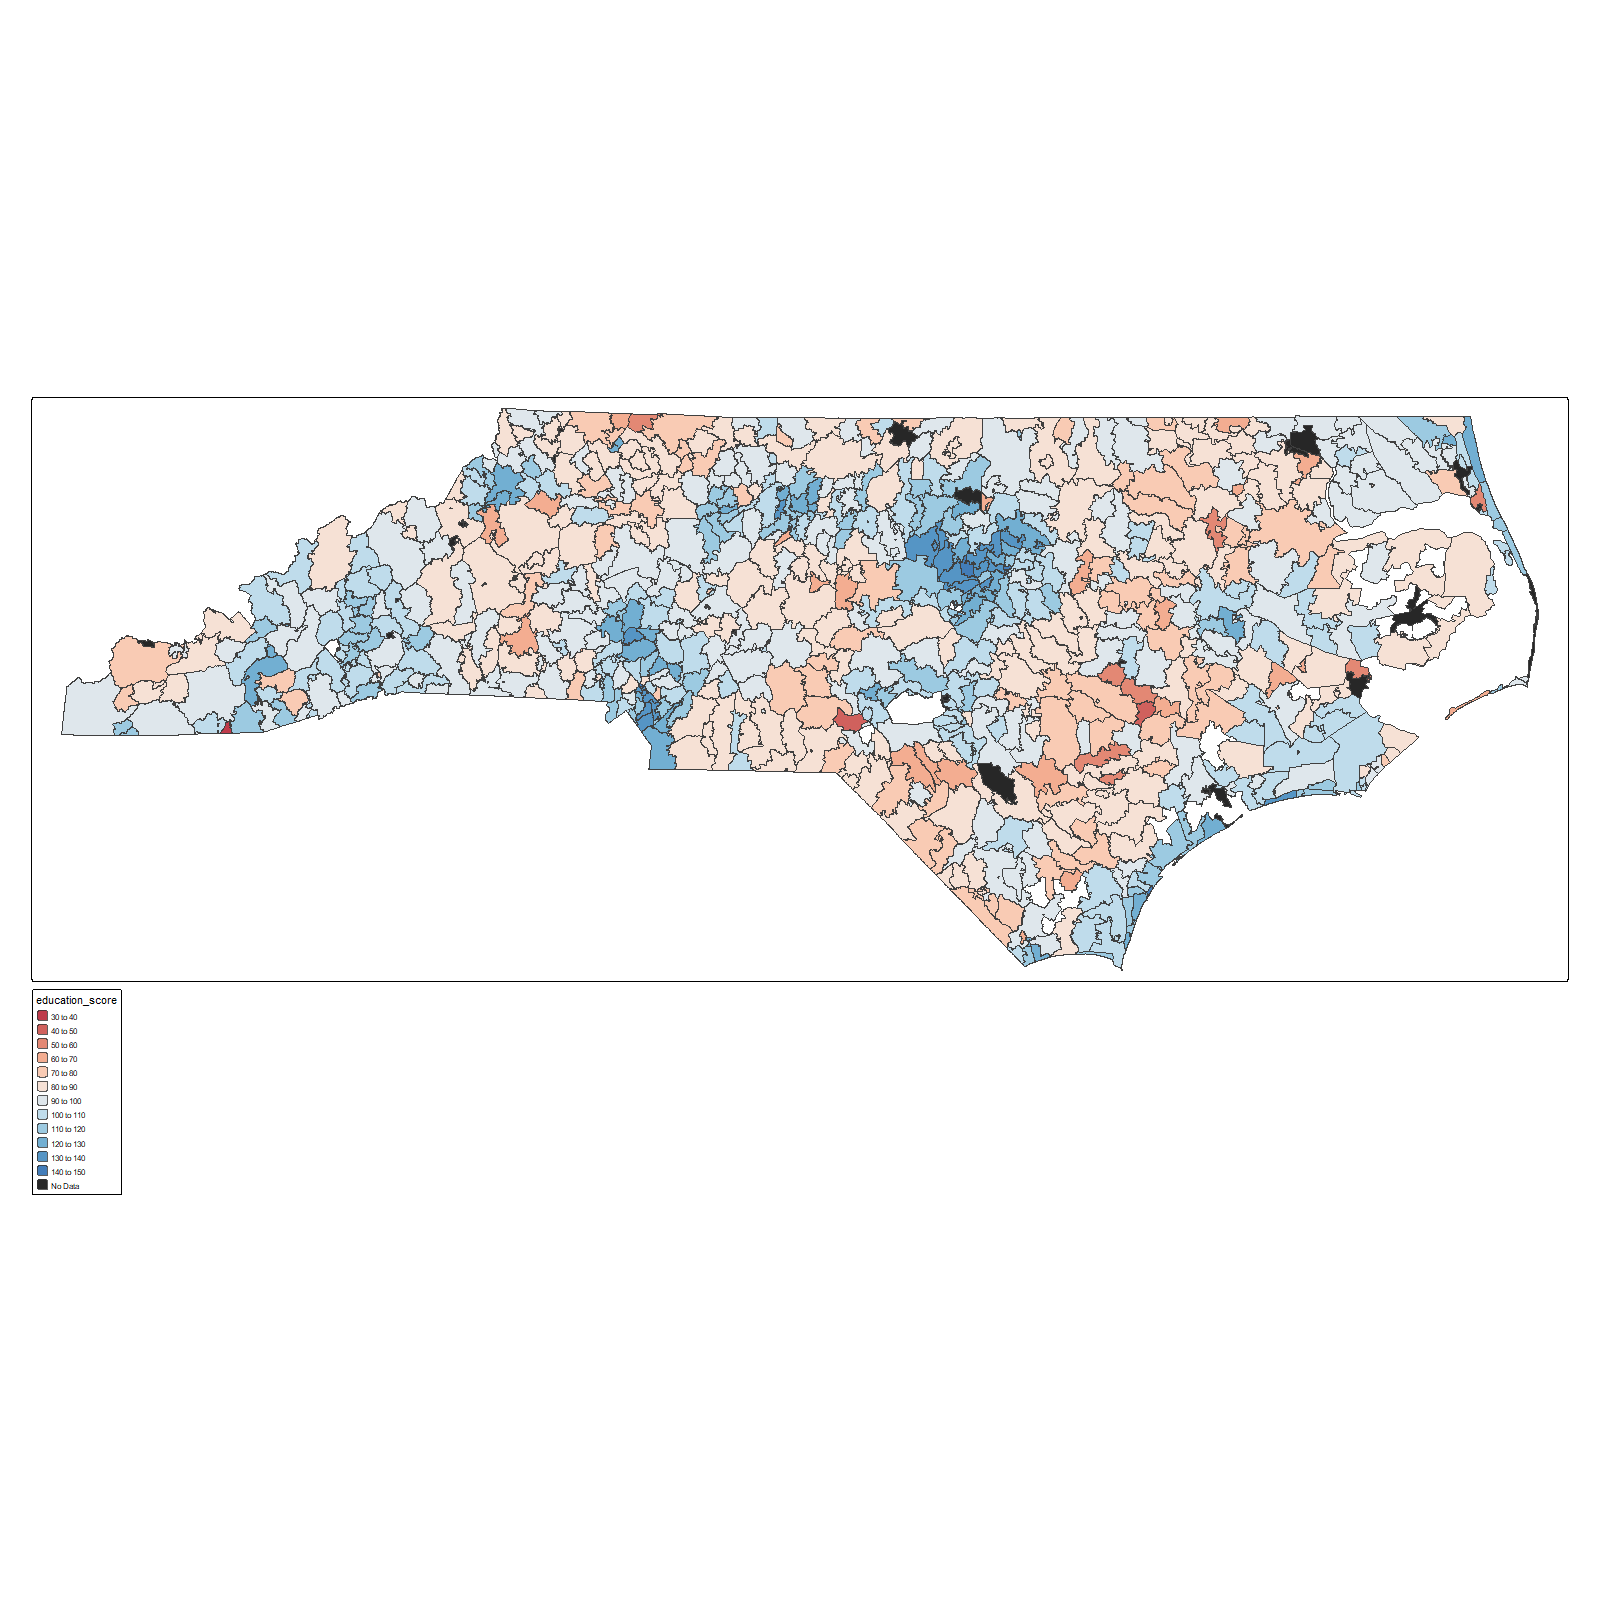 education_score
30 to 40
40 to 50
50 to 60
60 to 70
70 to 80
80 to 90
90 to 100
100 to 110
110 to 120
120 to 130
130 to 140
140 to 150
No Data